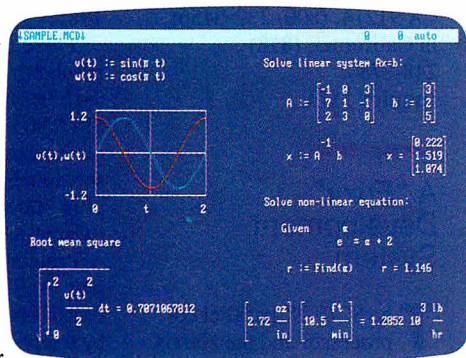 SAMPLE.MCD
0 0 auto
v(t) := sin(π t)
w(t) := cos(π t)
1.2
v(t),w(t)
-1.2
0 t 2
Root mean square
2 2
v(t)
2
dt = 0.7071067812
0
Solve linear system Ax=b:
A := [-1 0 3; 7 1 -1; 2 3 0] b := [3; 2; 5]
-1
x := A b x = [0.222; 1.519; 1.074]
Solve non-linear equation:
Given
α
e = α + 2
r := Find(α) r = 1.146
[2.72 oz/in] [10.5 ft/min] = 1.2852 10
3 lb
hr